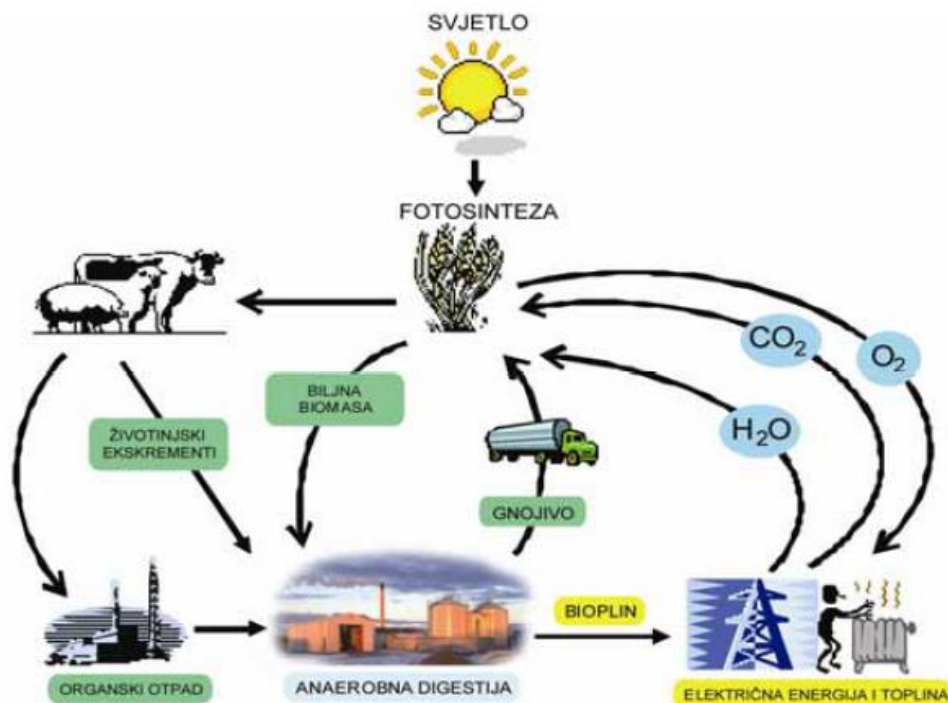 SVJETLO
FOTOSINTEZA
CO₂
O₂
BILJNA
BIOMASA
H₂O
ŽIVOTINJSKI
EKSKREMENTI
GNOJIVO
BIOPLIN
ORGANSKI OTPAD
ANAEROBNA DIGESTIJA
ELEKTRIČNA ENERGIJA I TOPLINA